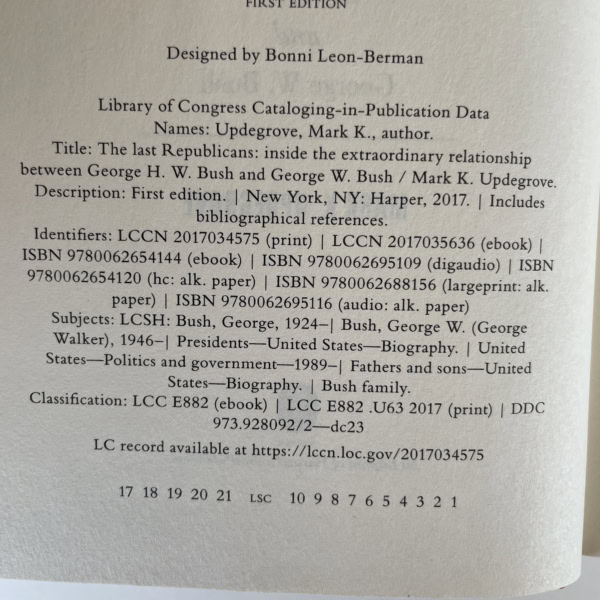 FIRST EDITION
Designed by Bonni Leon-Berman
Library of Congress Cataloging-in-Publication Data
Names: Updegrove, Mark K., author.
Title: The last Republicans: inside the extraordinary relationship
between George H. W. Bush and George W. Bush / Mark K. Updegrove.
Description: First edition. | New York, NY: Harper, 2017. | Includes
bibliographical references.
Identifiers: LCCN 2017034575 (print) | LCCN 2017035636 (ebook) |
ISBN 9780062654144 (ebook) | ISBN 9780062695109 (digaudio) | ISBN
9780062654120 (hc: alk. paper) | ISBN 9780062688156 (largeprint: alk.
paper) | ISBN 9780062695116 (audio: alk. paper)
Subjects: LCSH: Bush, George, 1924–| Bush, George W. (George
Walker), 1946–| Presidents—United States—Biography. | United
States—Politics and government—1989–| Fathers and sons—United
States—Biography. | Bush family.
Classification: LCC E882 (ebook) | LCC E882 .U63 2017 (print) | DDC
973.928092/2—dc23
LC record available at https://lccn.loc.gov/2017034575
17 18 19 20 21 LSC 10 9 8 7 6 5 4 3 2 1